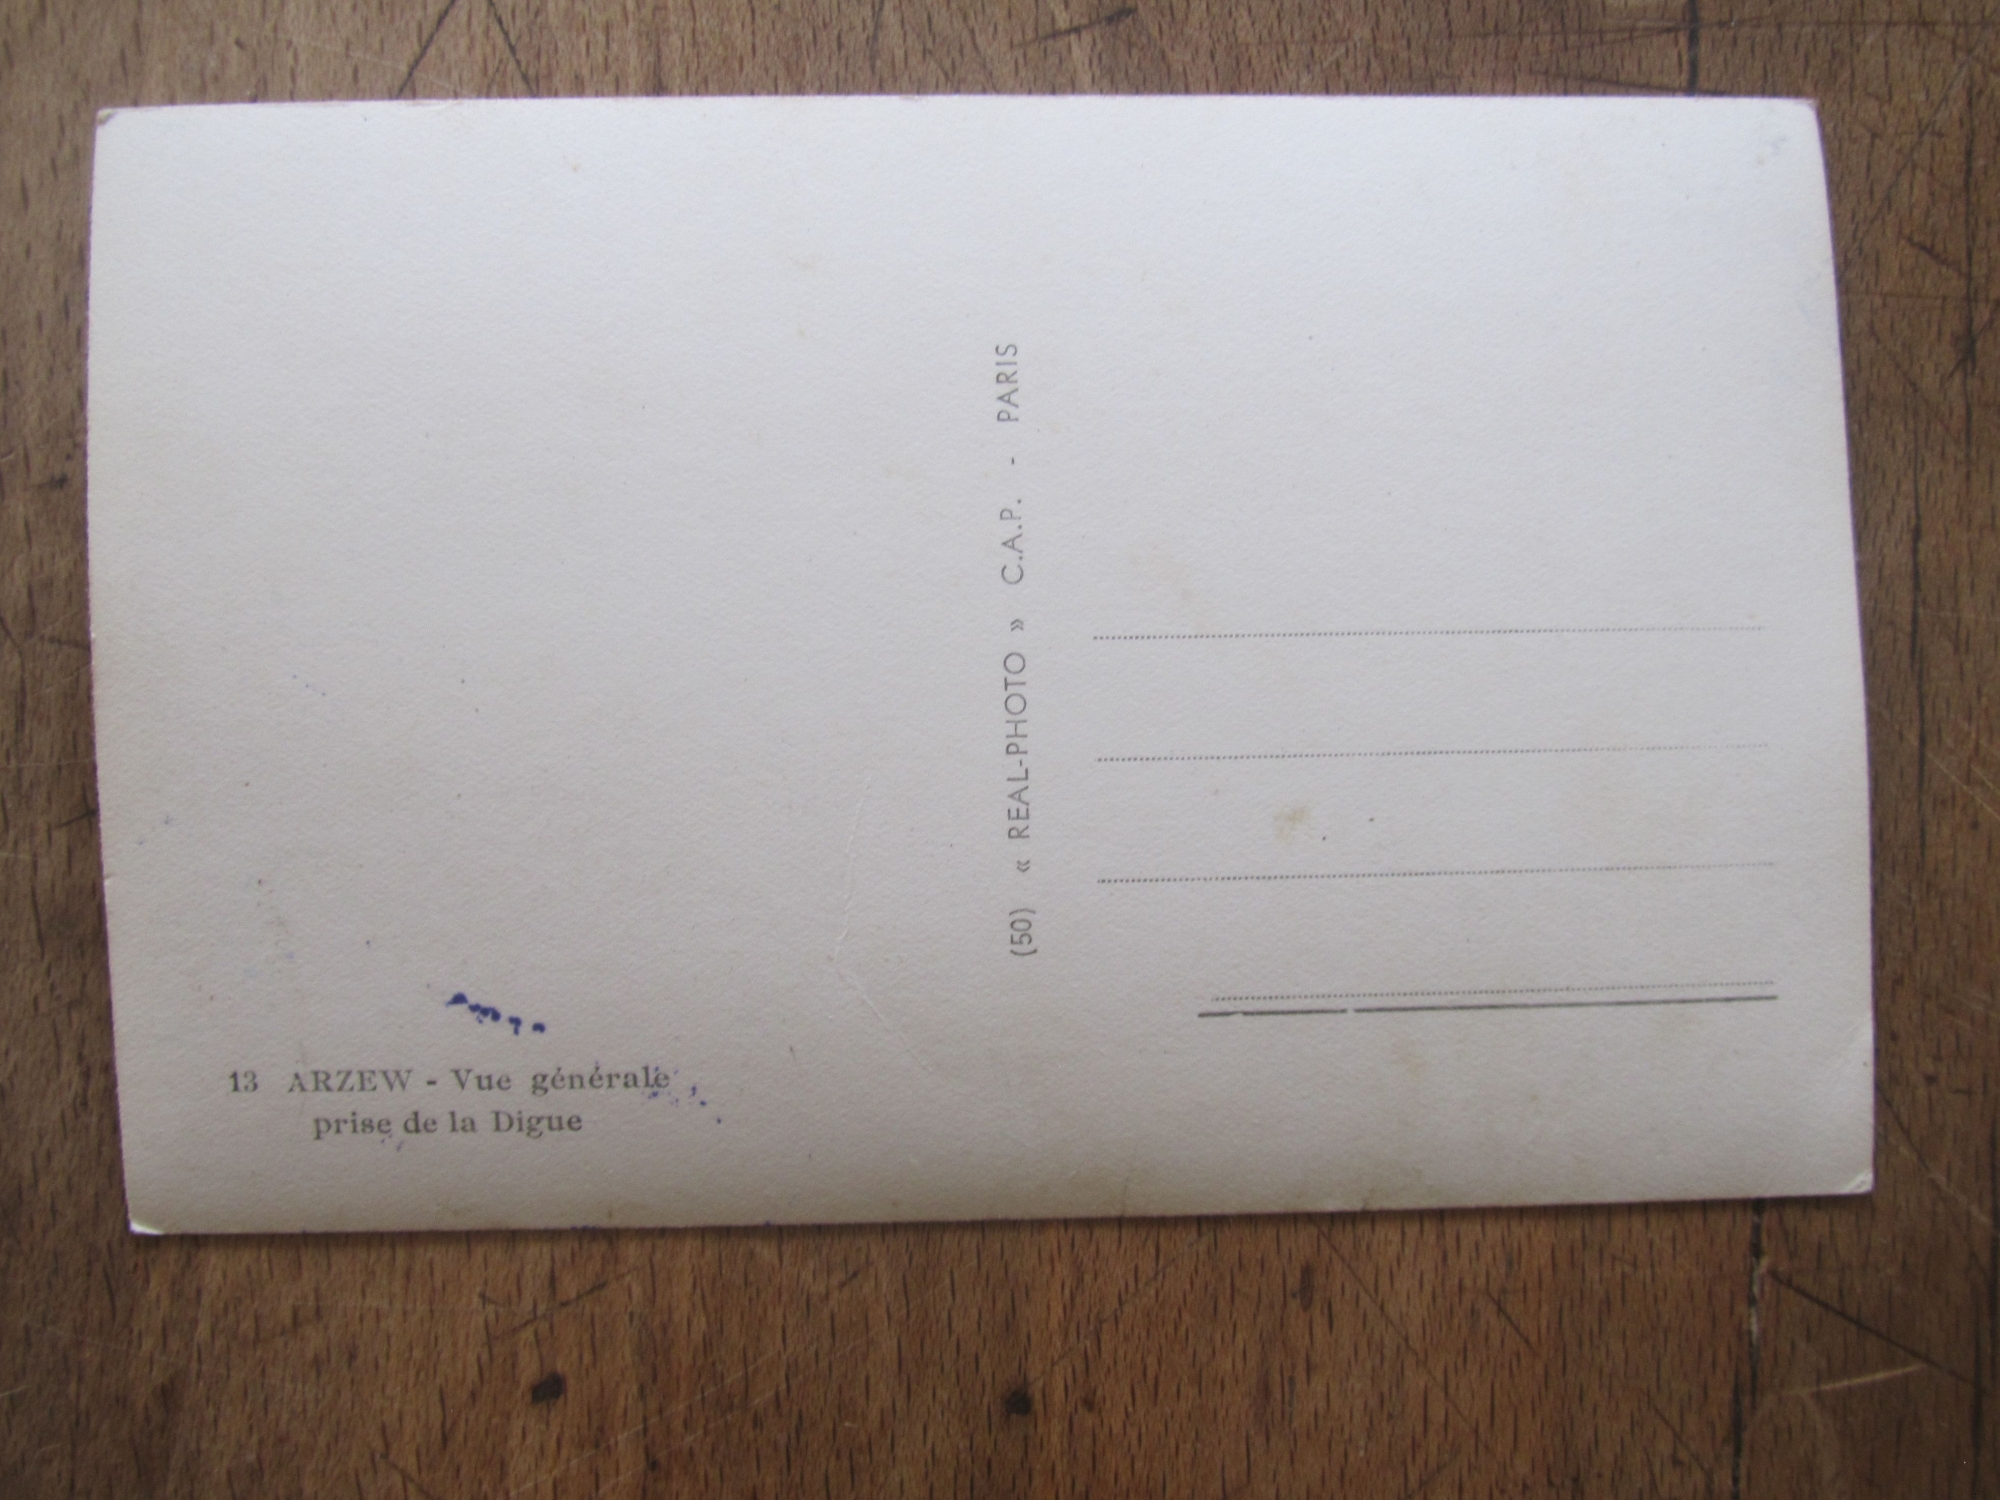 13 ARZEW - Vue générale
prise de la Digue
(50) « REAL-PHOTO » C.A.P. - PARIS